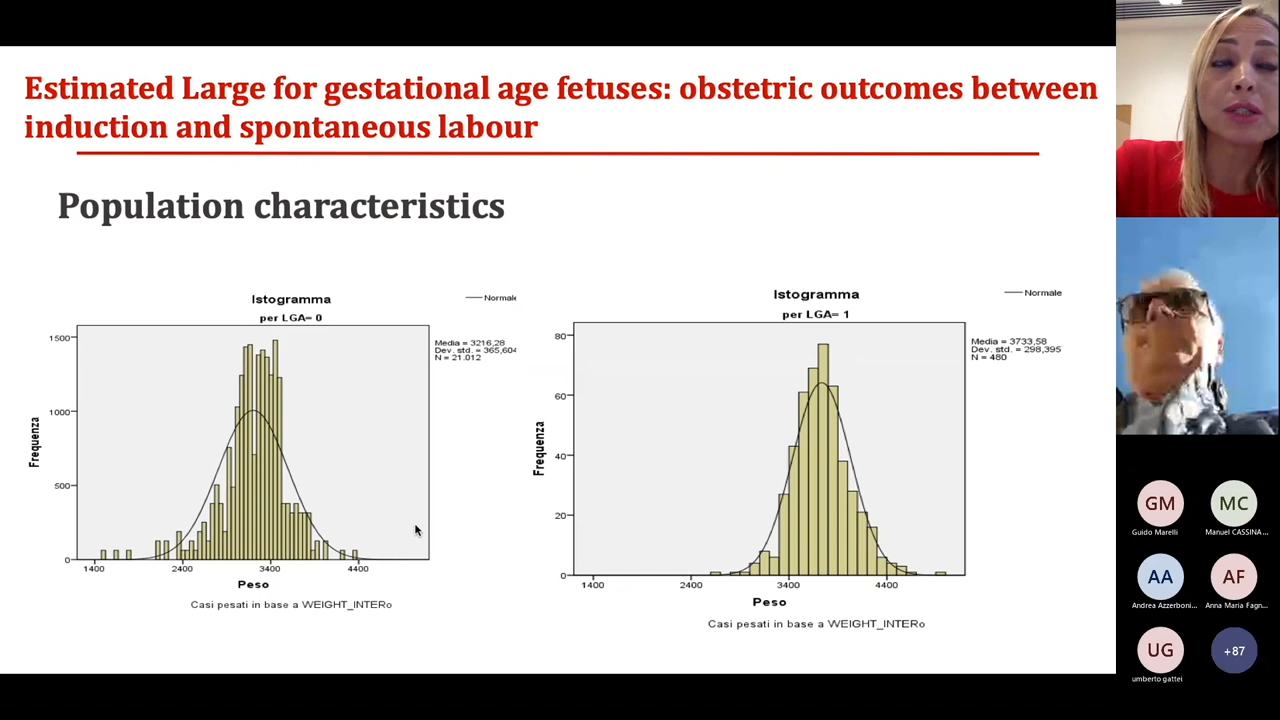 Estimated Large for gestational age fetuses: obstetric outcomes between
induction and spontaneous labour
Population characteristics
Istogramma
per LGA= 0
Normale
Media = 3216,28
Dev. std. = 365,604
N = 21.012
1500
1000
500
0
Frequenza
1400
2400
3400
4400
Peso
Casi pesati in base a WEIGHT_INTERo
Istogramma
per LGA= 1
Normale
Media = 3733,58
Dev. std. = 298,395
N = 480
80
60
40
20
0
Frequenza
1400
2400
3400
4400
Peso
Casi pesati in base a WEIGHT_INTERo
GM
Guido Marelli
MC
Manuel CASSINA...
AA
Andrea Azzerboni...
AF
Anna Maria Fagn...
UG
umberto gattei
+87